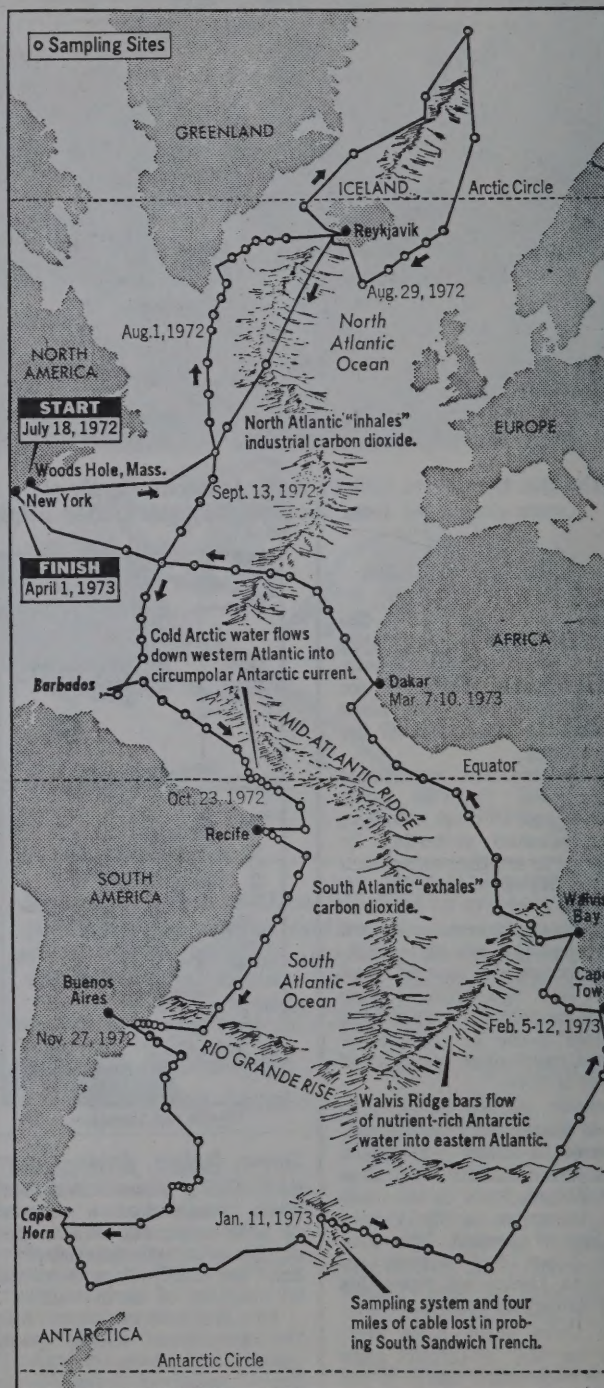 Sampling Sites
GREENLAND
ICELAND
Arctic Circle
Reykjavik
Aug. 29, 1972
Aug. 1, 1972
North
Atlantic
Ocean
NORTH
AMERICA
START
July 18, 1972
Woods Hole, Mass.
New York
North Atlantic "inhales"
industrial carbon dioxide.
EUROPE
Sept. 13, 1972
FINISH
April 1, 1973
Cold Arctic water flows
down western Atlantic into
circumpolar Antarctic current.
AFRICA
Barbados
Dakar
Mar. 7-10, 1973
MID-ATLANTIC RIDGE
Equator
Oct. 23, 1972
Recife
SOUTH
AMERICA
South Atlantic "exhales"
carbon dioxide.
Walvis
Bay
South
Atlantic
Ocean
Buenos
Aires
Nov. 27, 1972
Cape
Tow
Feb. 5-12, 1973
RIO GRANDE RISE
Walvis Ridge bars flow
of nutrient-rich Antarctic
water into eastern Atlantic.
Cape
Horn
Jan. 11, 1973
Sampling system and four
miles of cable lost in prob-
ing South Sandwich Trench.
ANTARCTICA
Antarctic Circle